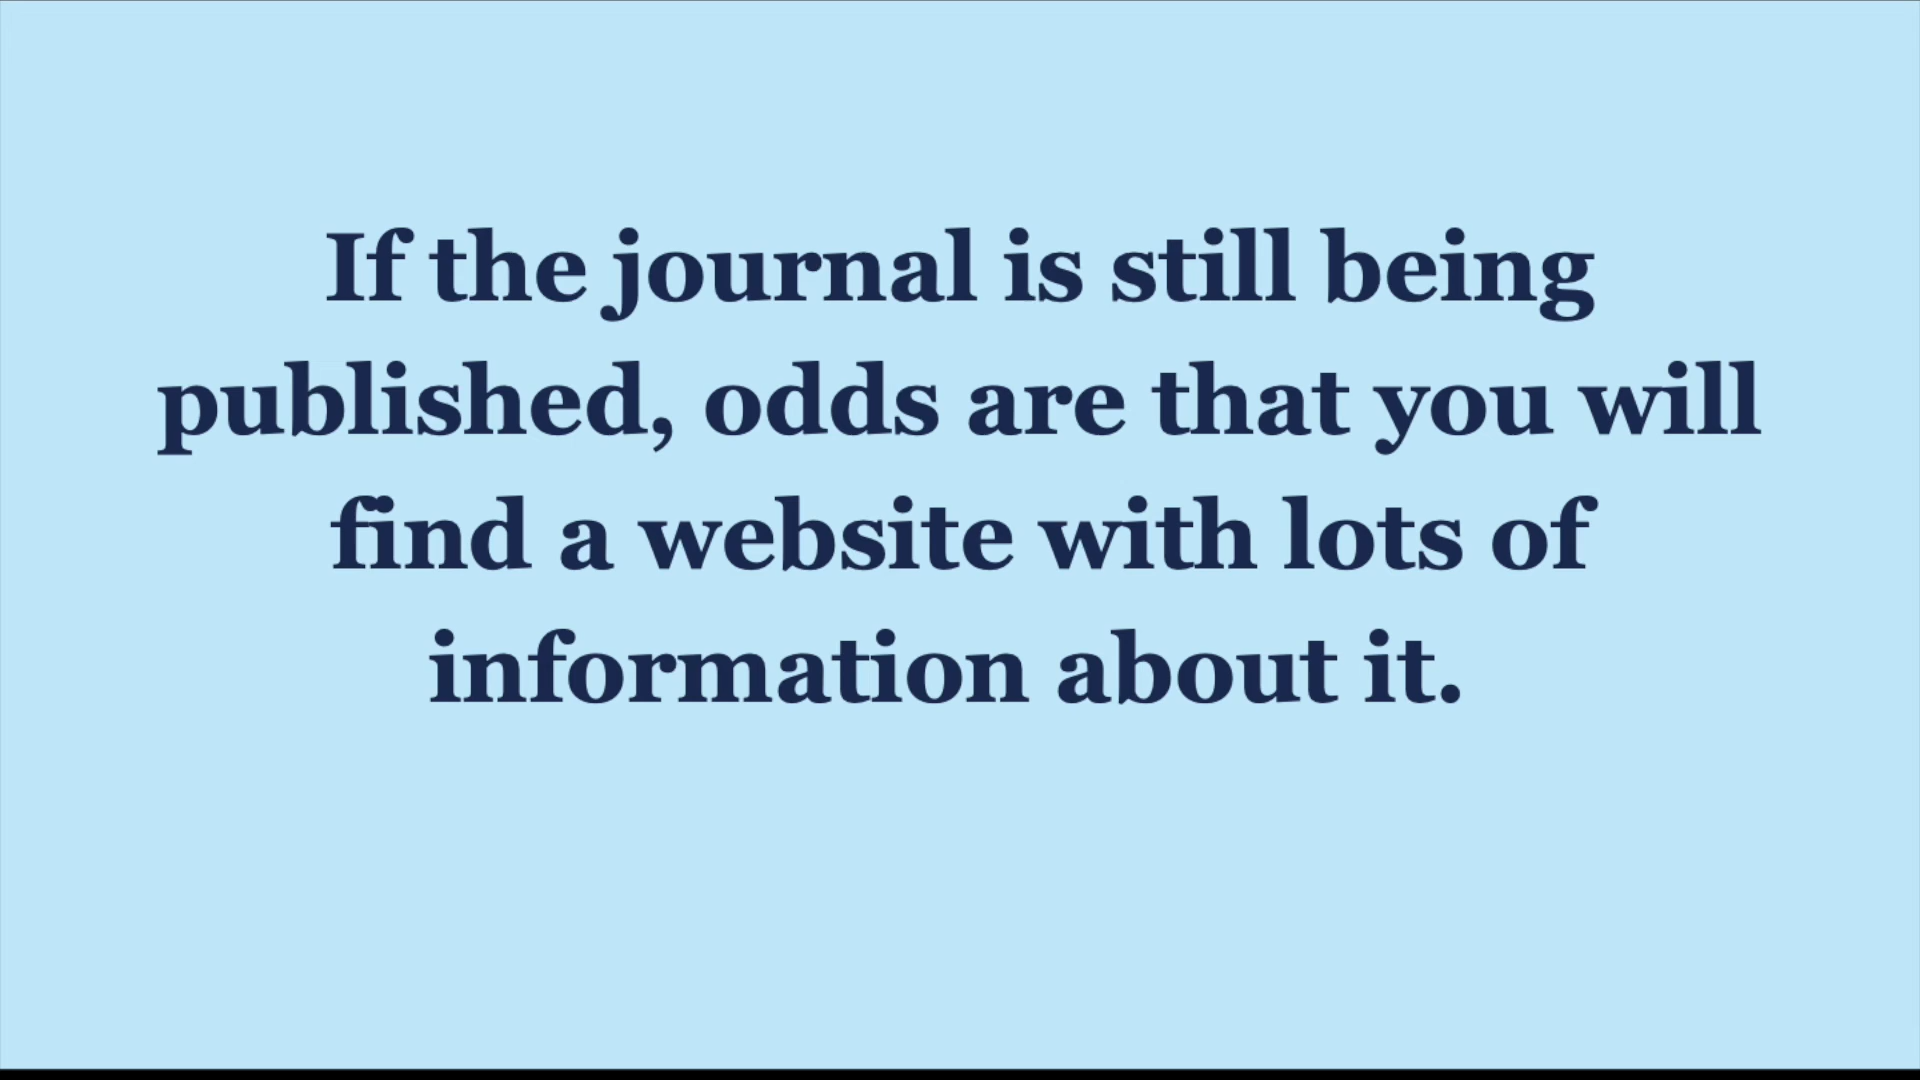 If the journal is still being
published, odds are that you will
find a website with lots of
information about it.